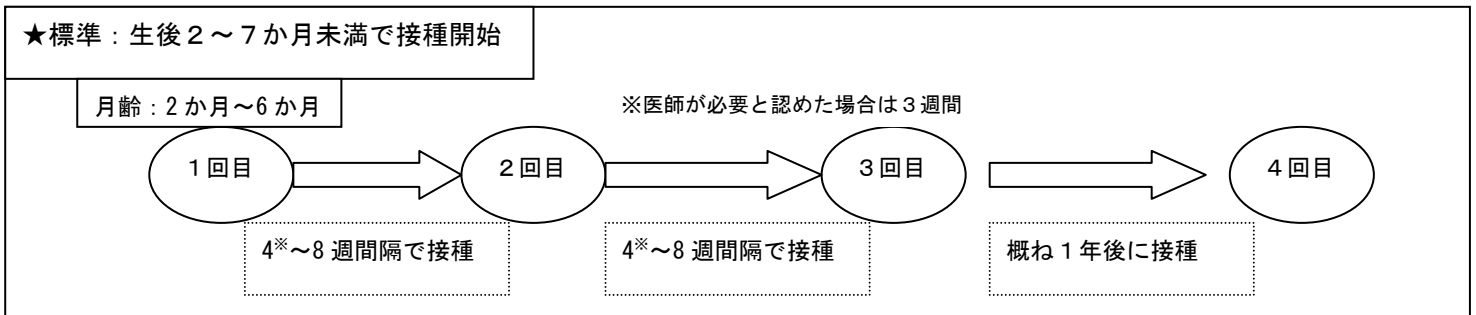 ★標準：生後２～７か月未満で接種開始
月齢：2か月～6か月
※医師が必要と認めた場合は３週間
１回目
２回目
３回目
４回目
4※～8週間隔で接種
4※～8週間隔で接種
概ね１年後に接種